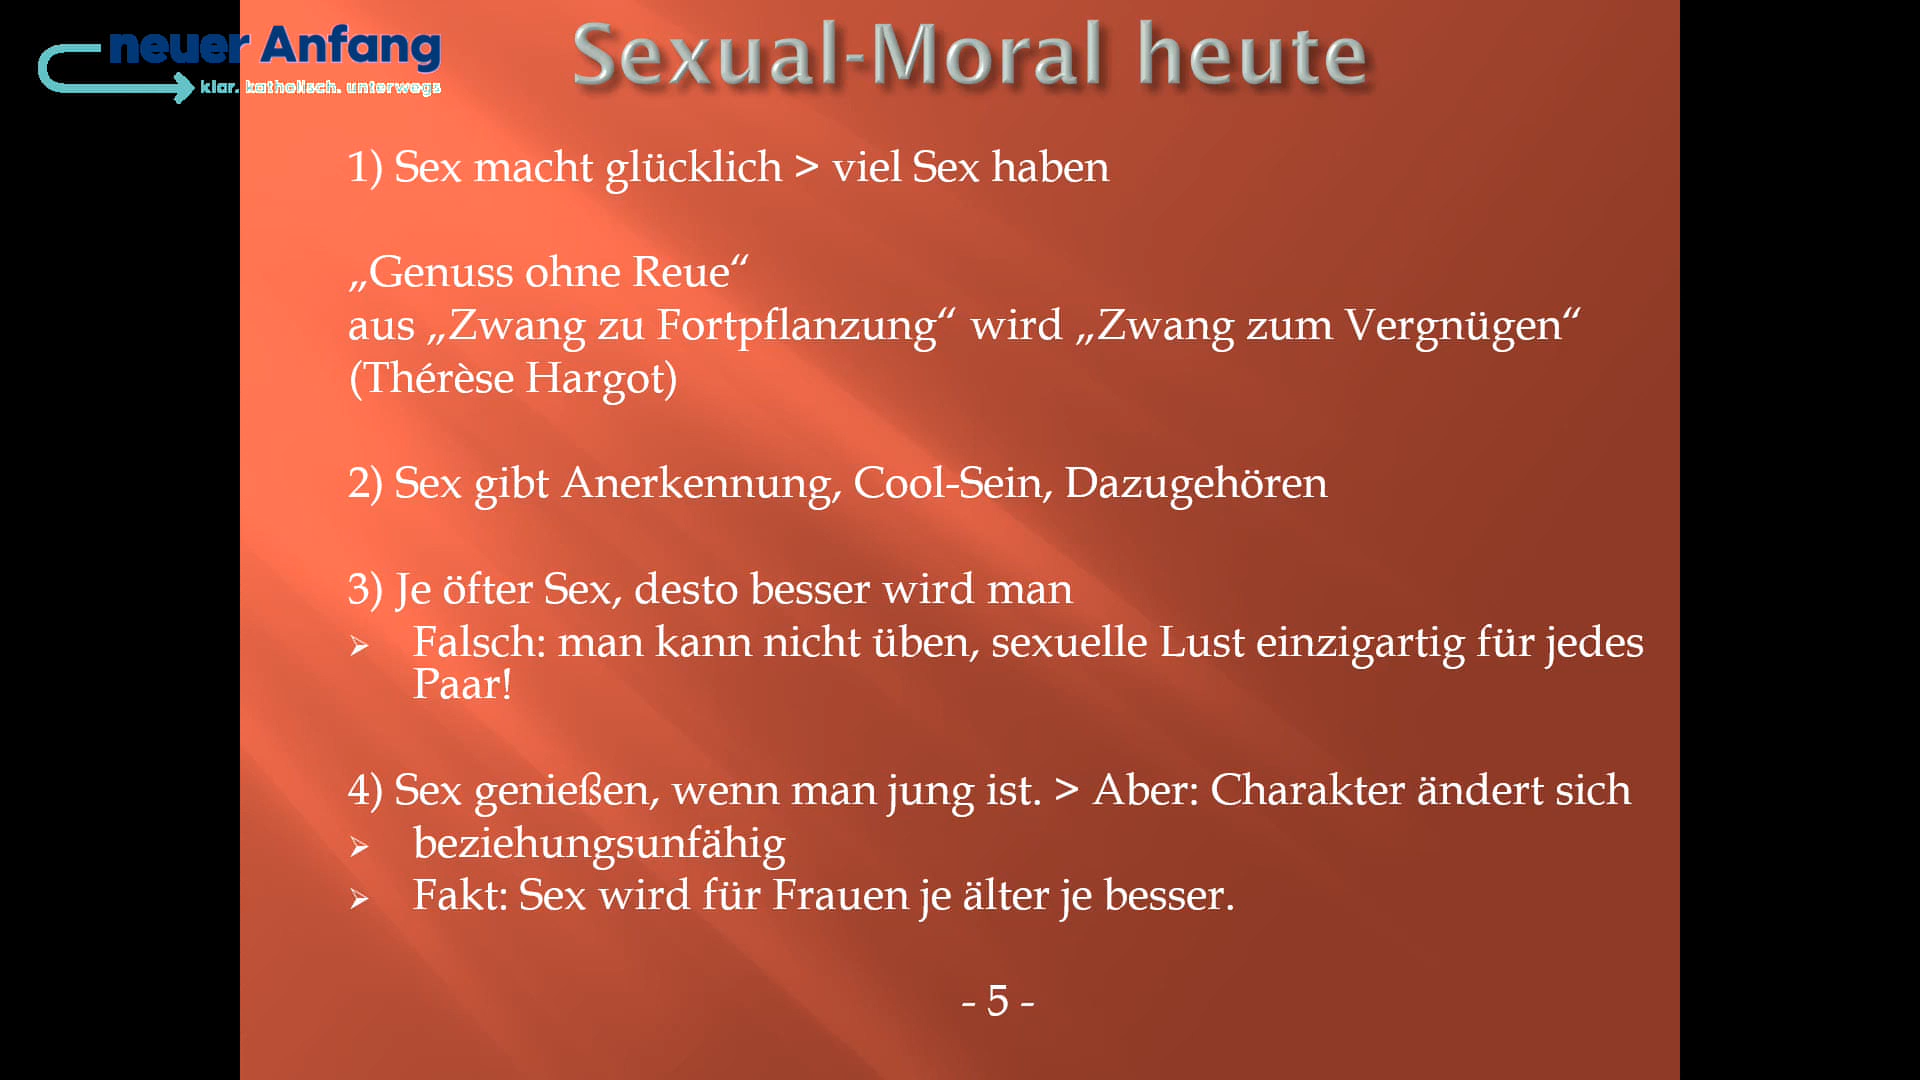 neuer Anfang
klar. katholisch. unterwegs
Sexual-Moral heute
1) Sex macht glücklich > viel Sex haben
„Genuss ohne Reue“
aus „Zwang zu Fortpflanzung“ wird „Zwang zum Vergnügen“
(Thérèse Hargot)
2) Sex gibt Anerkennung, Cool-Sein, Dazugehören
3) Je öfter Sex, desto besser wird man
➢ Falsch: man kann nicht üben, sexuelle Lust einzigartig für jedes
Paar!
4) Sex genießen, wenn man jung ist. > Aber: Charakter ändert sich
➢ beziehungsunfähig
➢ Fakt: Sex wird für Frauen je älter je besser.
- 5 -